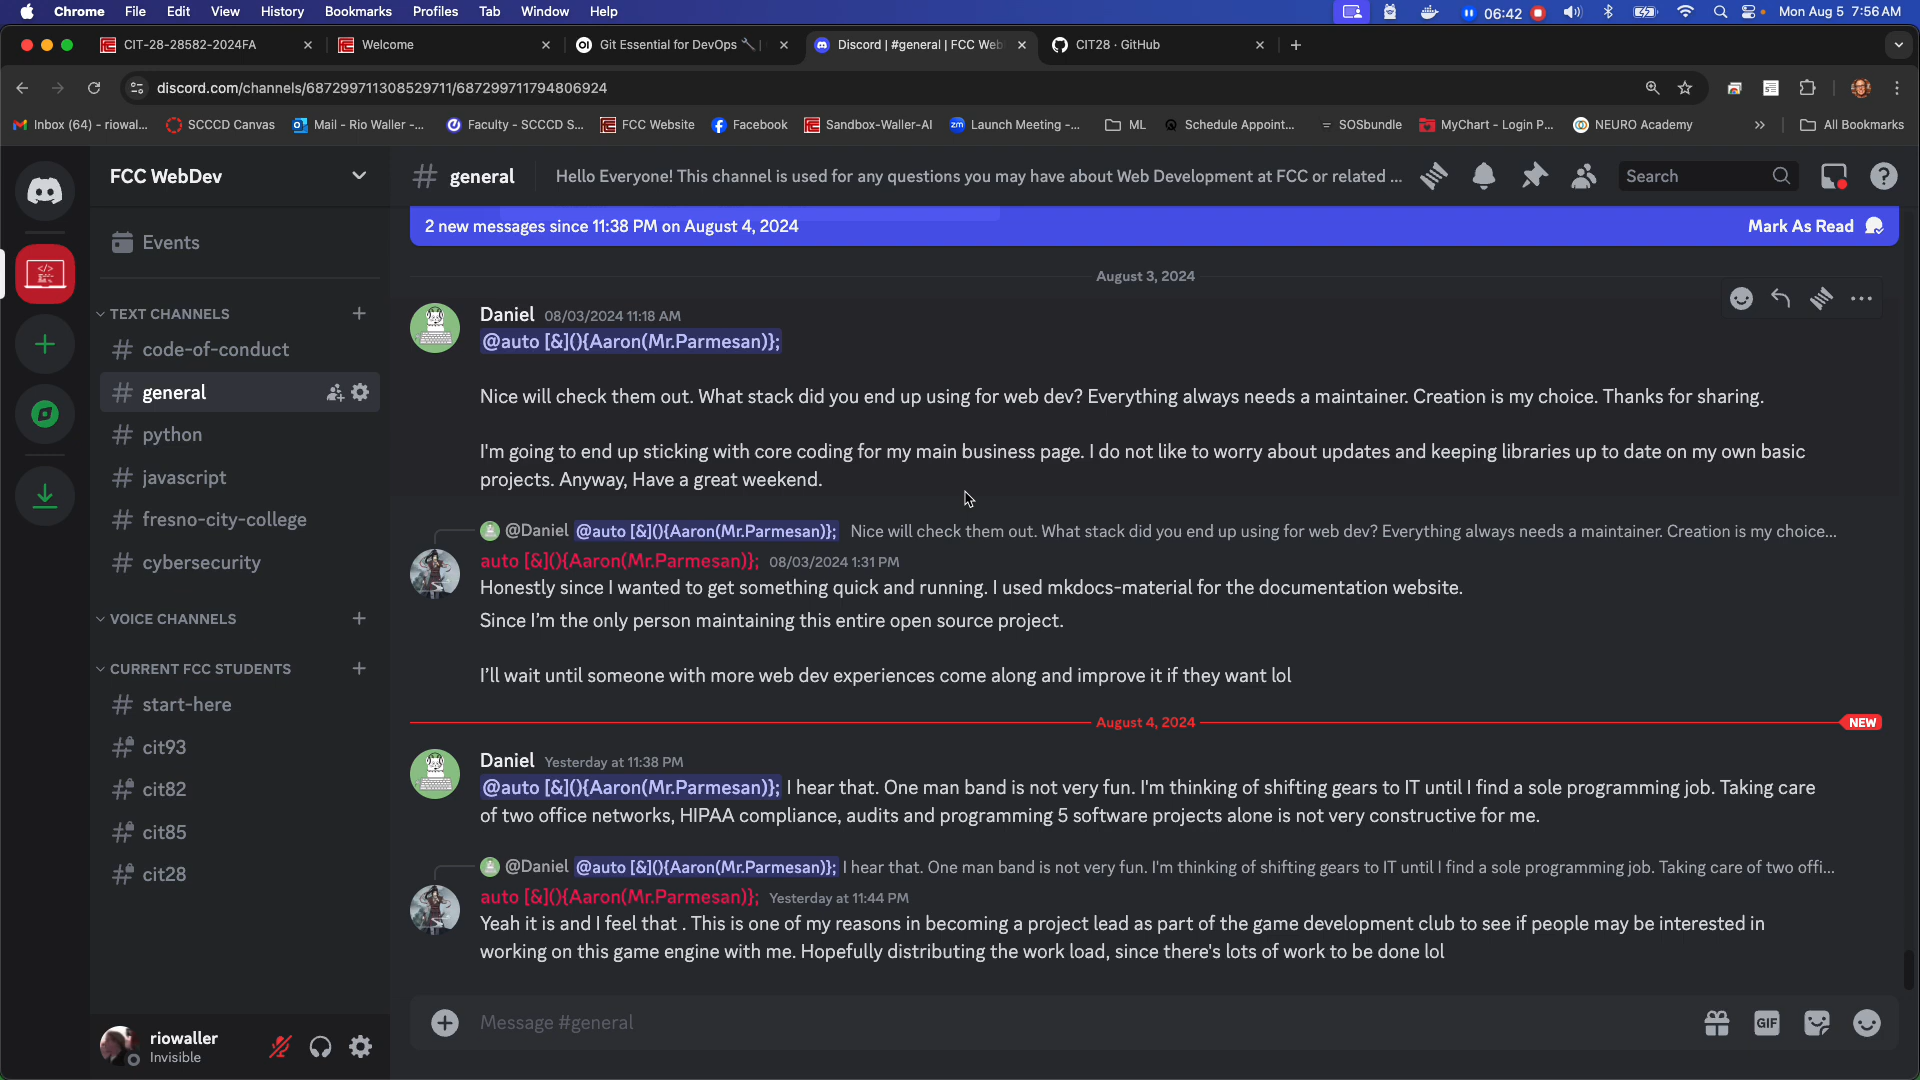 Chrome File Edit View History Bookmarks Profiles Tab Window Help 06:42 Mon Aug 5 7:56 AM
CIT-28-28582-2024FA Welcome Git Essential for DevOps Discord | #general | FCC Web CIT28 · GitHub
discord.com/channels/687299711308529711/687299711794806924
Inbox (64) - riowal... SCCCD Canvas Mail - Rio Waller -... Faculty - SCCCD S... FCC Website Facebook Sandbox-Waller-AI Launch Meeting -... ML Schedule Appoint... SOSbundle MyChart - Login P... NEURO Academy » All Bookmarks
FCC WebDev
Events
TEXT CHANNELS
code-of-conduct
general
python
javascript
fresno-city-college
cybersecurity
VOICE CHANNELS
CURRENT FCC STUDENTS
start-here
cit93
cit82
cit85
cit28
riowaller
Invisible
# general Hello Everyone! This channel is used for any questions you may have about Web Development at FCC or related ... Search
2 new messages since 11:38 PM on August 4, 2024 Mark As Read
August 3, 2024
Daniel 08/03/2024 11:18 AM
@auto [&](){Aaron(Mr.Parmesan)};
Nice will check them out. What stack did you end up using for web dev? Everything always needs a maintainer. Creation is my choice. Thanks for sharing.
I'm going to end up sticking with core coding for my main business page. I do not like to worry about updates and keeping libraries up to date on my own basic
projects. Anyway, Have a great weekend.
@Daniel @auto [&](){Aaron(Mr.Parmesan)}; Nice will check them out. What stack did you end up using for web dev? Everything always needs a maintainer. Creation is my choice...
auto [&](){Aaron(Mr.Parmesan)}; 08/03/2024 1:31 PM
Honestly since I wanted to get something quick and running. I used mkdocs-material for the documentation website.
Since I'm the only person maintaining this entire open source project.
I'll wait until someone with more web dev experiences come along and improve it if they want lol
August 4, 2024 NEW
Daniel Yesterday at 11:38 PM
@auto [&](){Aaron(Mr.Parmesan)}; I hear that. One man band is not very fun. I'm thinking of shifting gears to IT until I find a sole programming job. Taking care
of two office networks, HIPAA compliance, audits and programming 5 software projects alone is not very constructive for me.
@Daniel @auto [&](){Aaron(Mr.Parmesan)}; I hear that. One man band is not very fun. I'm thinking of shifting gears to IT until I find a sole programming job. Taking care of two offi...
auto [&](){Aaron(Mr.Parmesan)}; Yesterday at 11:44 PM
Yeah it is and I feel that . This is one of my reasons in becoming a project lead as part of the game development club to see if people may be interested in
working on this game engine with me. Hopefully distributing the work load, since there's lots of work to be done lol
Message #general GIF